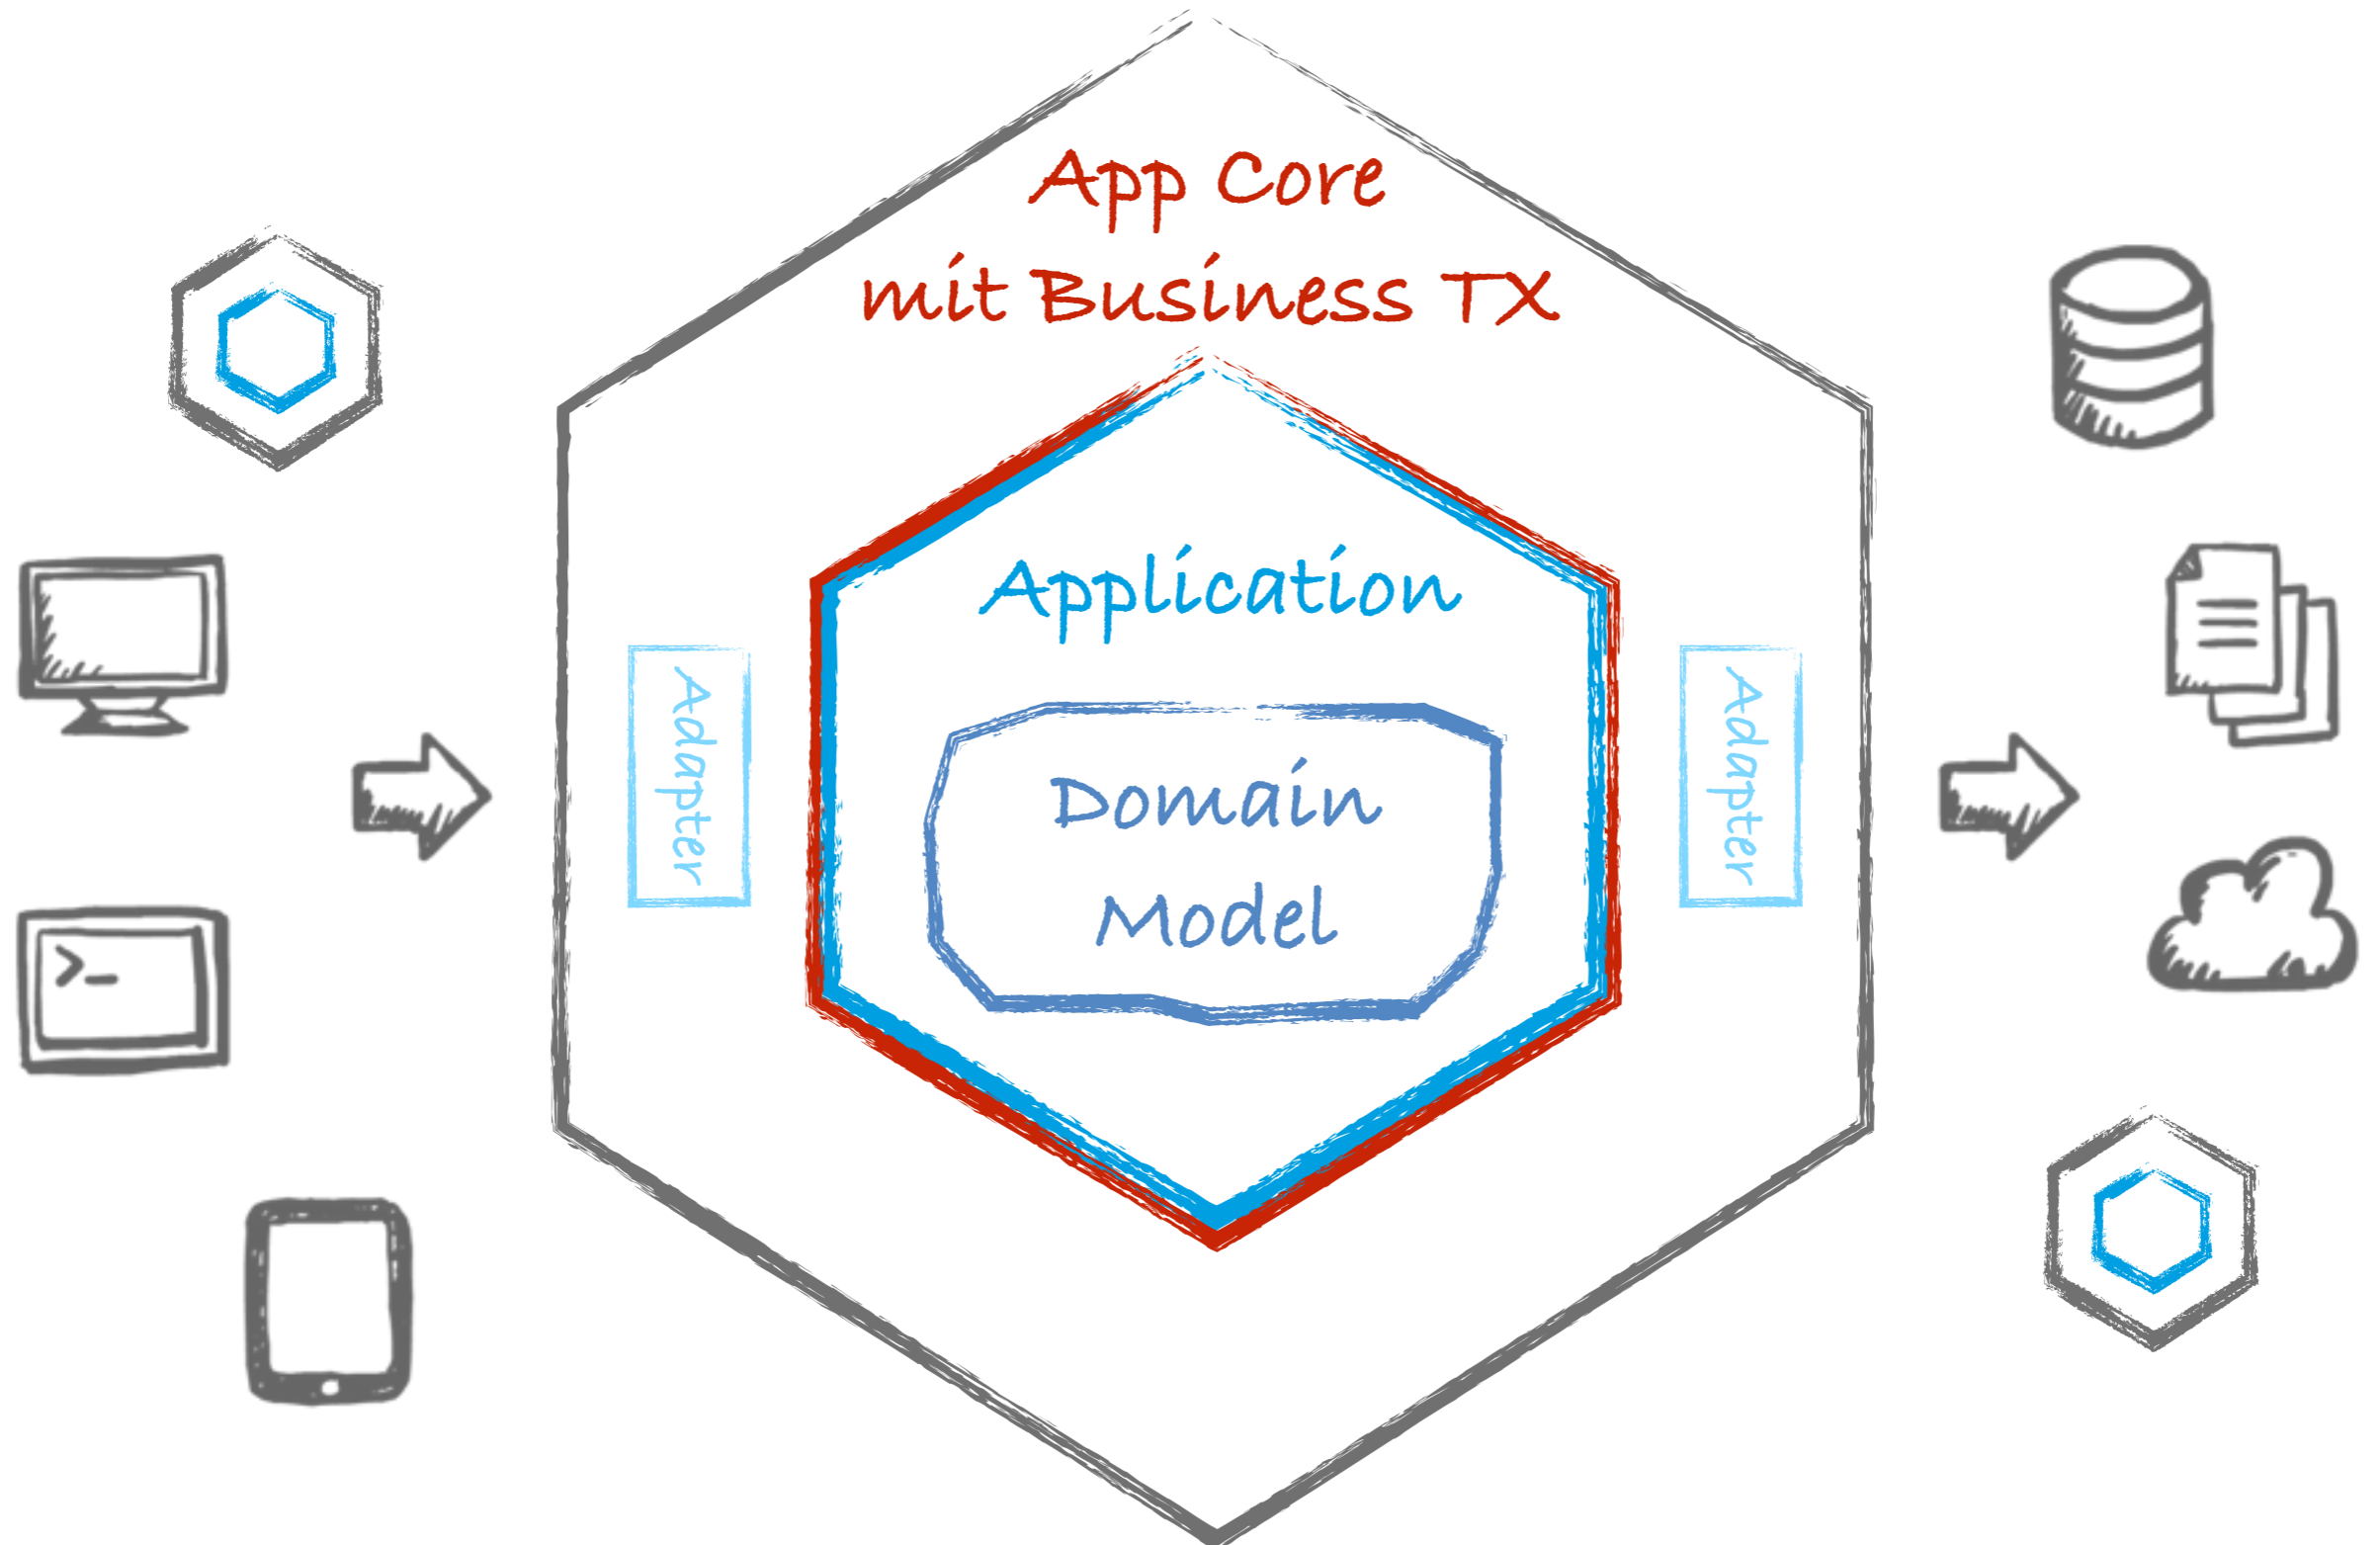 App Core
mit Business TX
Application
Adapter
Domain
Model
Adapter
>_